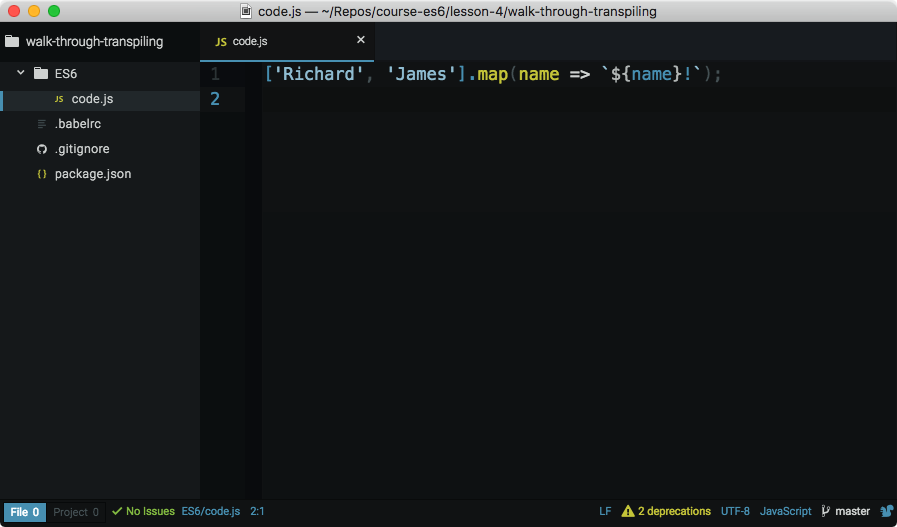 code.js — ~/Repos/course-es6/lesson-4/walk-through-transpiling
walk-through-transpiling
ES6
JS code.js
.babelrc
.gitignore
{} package.json
JS code.js ×
1 ['Richard', 'James'].map(name => `${name}!`);
2
File 0 Project 0 No Issues ES6/code.js 2:1 LF 2 deprecations UTF-8 JavaScript master